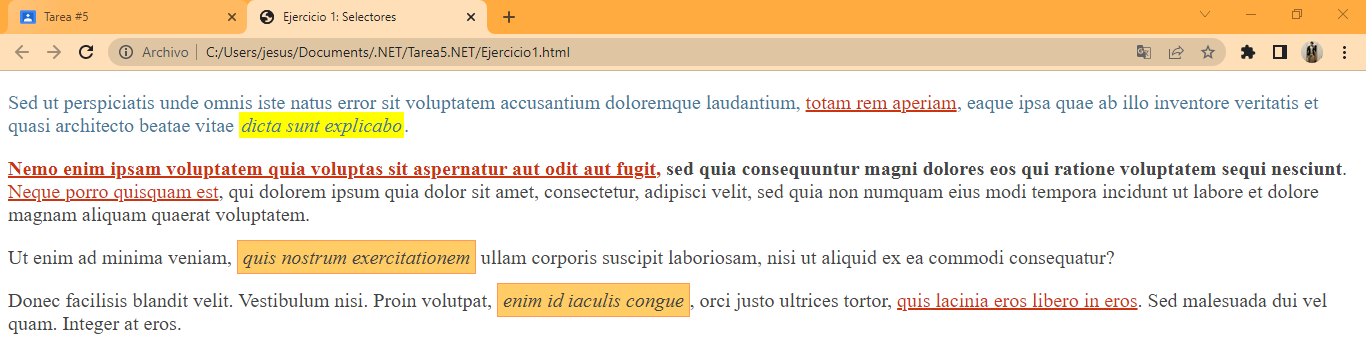 Tarea #5
Ejercicio 1: Selectores
Archivo | C:/Users/jesus/Documents/.NET/Tarea5.NET/Ejercicio1.html
Sed ut perspiciatis unde omnis iste natus error sit voluptatem accusantium doloremque laudantium, totam rem aperiam, eaque ipsa quae ab illo inventore veritatis et
quasi architecto beatae vitae dicta sunt explicabo.
Nemo enim ipsam voluptatem quia voluptas sit aspernatur aut odit aut fugit, sed quia consequuntur magni dolores eos qui ratione voluptatem sequi nesciunt.
Neque porro quisquam est, qui dolorem ipsum quia dolor sit amet, consectetur, adipisci velit, sed quia non numquam eius modi tempora incidunt ut labore et dolore
magnam aliquam quaerat voluptatem.
Ut enim ad minima veniam, quis nostrum exercitationem ullam corporis suscipit laboriosam, nisi ut aliquid ex ea commodi consequatur?
Donec facilisis blandit velit. Vestibulum nisi. Proin volutpat, enim id iaculis congue, orci justo ultrices tortor, quis lacinia eros libero in eros. Sed malesuada dui vel
quam. Integer at eros.